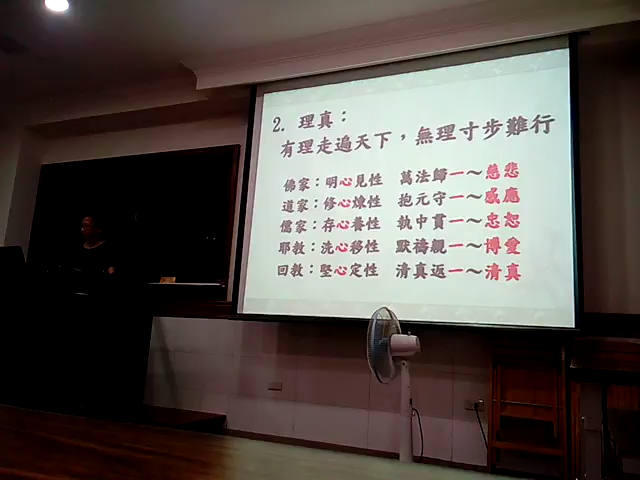 2. 理真：
有理走遍天下，無理寸步難行
佛家：明心見性　萬法歸一～慈悲
道家：修心煉性　抱元守一～感應
儒家：存心養性　執中貫一～忠恕
耶教：洗心移性　默禱親一～博愛
回教：堅心定性　清真返一～清真